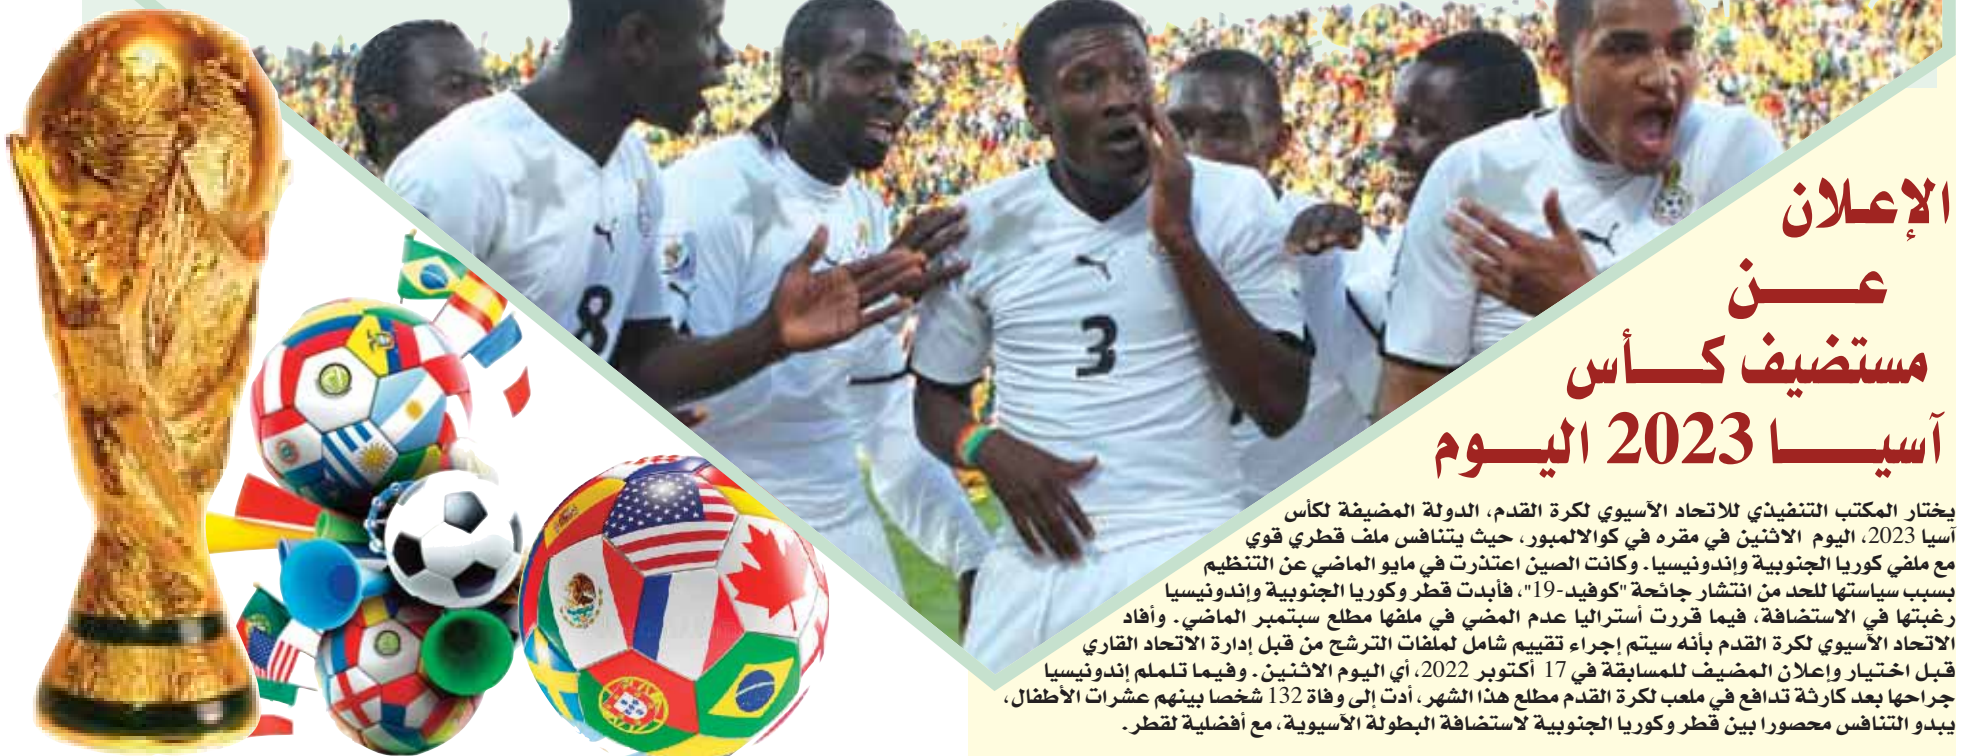 الإعلان
عن
مستضيف كأس
آسيا 2023 اليوم
يختار المكتب التنفيذي للاتحاد الآسيوي لكرة القدم، الدولة المضيفة لكأس
آسيا 2023، اليوم الاثنين في مقره في كوالالمبور، حيث يتنافس ملف قطري قوي
مع ملفي كوريا الجنوبية وإندونيسيا. وكانت الصين اعتذرت في مايو الماضي عن التنظيم
بسبب سياستها للحد من انتشار جائحة "كوفيد-19"، فأبدت قطر وكوريا الجنوبية وإندونيسيا
رغبتها في الاستضافة، فيما قررت أستراليا عدم المضي في ملفها مطلع سبتمبر الماضي. وأفاد
الاتحاد الآسيوي لكرة القدم بأنه سيتم إجراء تقييم شامل لملفات الترشح من قبل إدارة الاتحاد القاري
قبل اختيار وإعلان المضيف للمسابقة في 17 أكتوبر 2022، أي اليوم الاثنين. وفيما تلملم إندونيسيا
جراحها بعد كارثة تدافع في ملعب لكرة القدم مطلع هذا الشهر، أدت إلى وفاة 132 شخصا بينهم عشرات الأطفال،
يبدو التنافس محصورا بين قطر وكوريا الجنوبية لاستضافة البطولة الآسيوية، مع أفضلية لقطر.
8
3